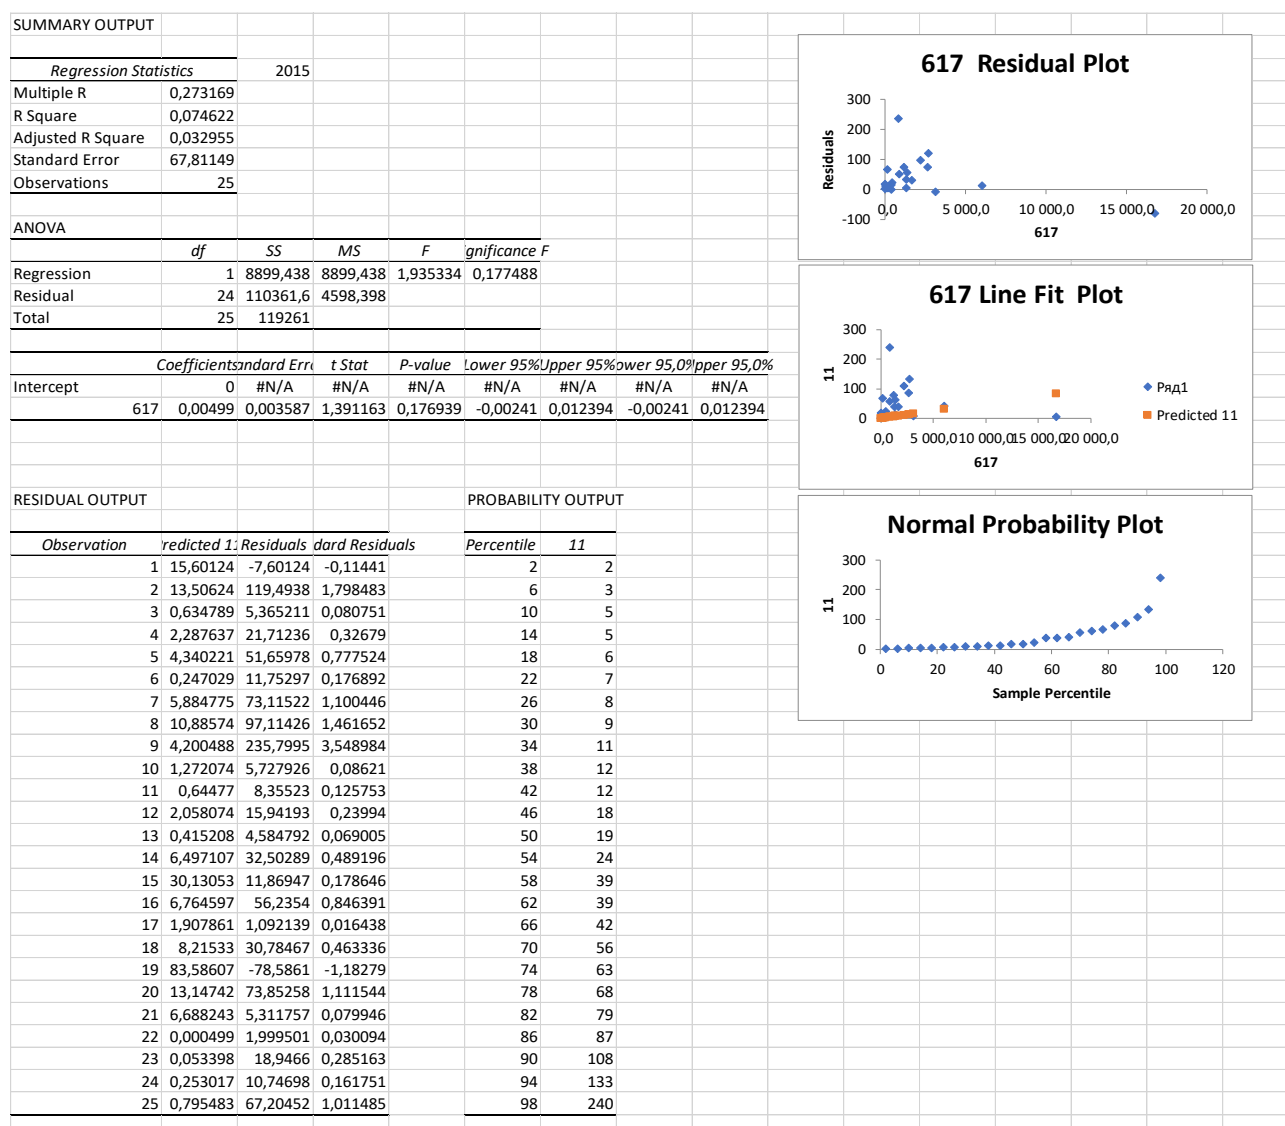 SUMMARY OUTPUT
Regression Statistics 2015
Multiple R 0,273169
R Square 0,074622
Adjusted R Square 0,032955
Standard Error 67,81149
Observations 25
ANOVA
df SS MS F gnificance F
Regression 1 8899,438 8899,438 1,935334 0,177488
Residual 24 110361,6 4598,398
Total 25 119261
Coefficients andard Erro t Stat P-value Lower 95% Upper 95% ower 95,0% pper 95,0%
Intercept 0 #N/A #N/A #N/A #N/A #N/A #N/A #N/A
617 0,00499 0,003587 1,391163 0,176939 -0,00241 0,012394 -0,00241 0,012394
RESIDUAL OUTPUT PROBABILITY OUTPUT
Observation redicted 11 Residuals dard Residuals Percentile 11
1 15,60124 -7,60124 -0,11441 2 2
2 13,50624 119,4938 1,798483 6 3
3 0,634789 5,365211 0,080751 10 5
4 2,287637 21,71236 0,32679 14 5
5 4,340221 51,65978 0,777524 18 6
6 0,247029 11,75297 0,176892 22 7
7 5,884775 73,11522 1,100446 26 8
8 10,88574 97,11426 1,461652 30 9
9 4,200488 235,7995 3,548984 34 11
10 1,272074 5,727926 0,08621 38 12
11 0,64477 8,35523 0,125753 42 12
12 2,058074 15,94193 0,23994 46 18
13 0,415208 4,584792 0,069005 50 19
14 6,497107 32,50289 0,489196 54 24
15 30,13053 11,86947 0,178646 58 39
16 6,764597 56,2354 0,846391 62 39
17 1,907861 1,092139 0,016438 66 42
18 8,21533 30,78467 0,463336 70 56
19 83,58607 -78,5861 -1,18279 74 63
20 13,14742 73,85258 1,111544 78 68
21 6,688243 5,311757 0,079946 82 79
22 0,000499 1,999501 0,030094 86 87
23 0,053398 18,9466 0,285163 90 108
24 0,253017 10,74698 0,161751 94 133
25 0,795483 67,20452 1,011485 98 240
617 Residual Plot
Residuals
300
200
100
0
-100
0,0 5 000,0 10 000,0 15 000,0 20 000,0
617
617 Line Fit Plot
11
300
200
100
0
0,0 5 000,0 10 000,0 15 000,0 20 000,0
617
Ряд1
Predicted 11
Normal Probability Plot
11
300
200
100
0
0 20 40 60 80 100 120
Sample Percentile